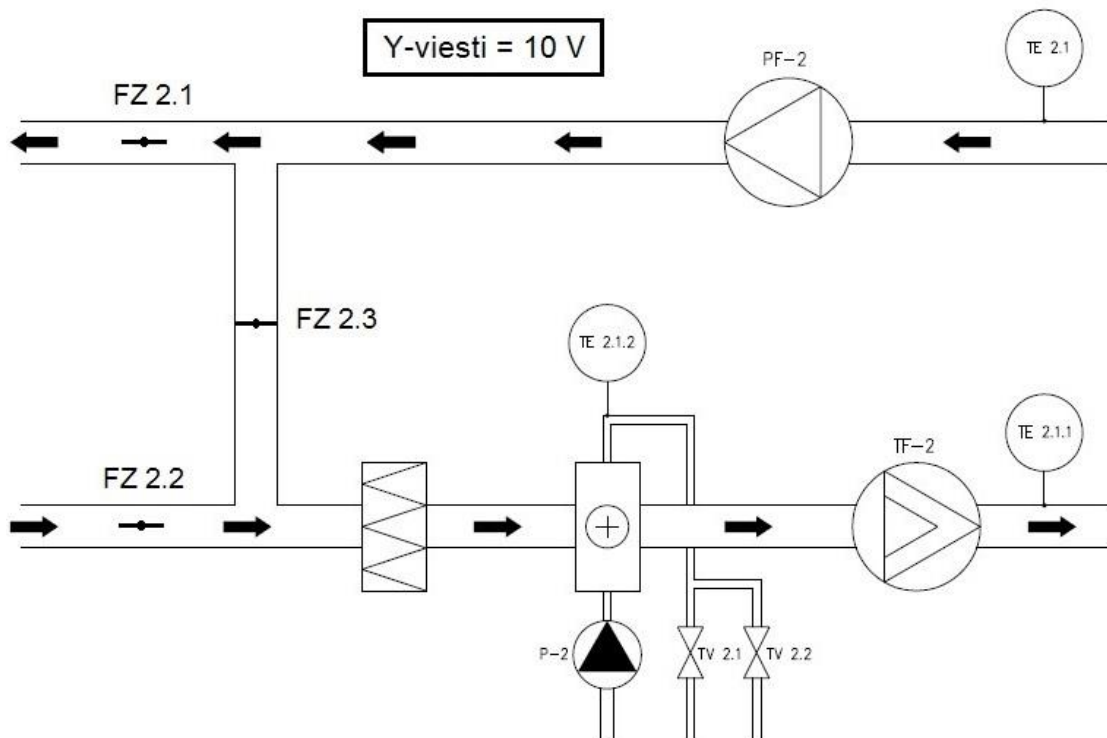 Y-viesti = 10 V
TE 2.1
PF-2
FZ 2.1
FZ 2.3
TE 2.1.2
TE 2.1.1
FZ 2.2
TF-2
P-2
TV 2.1
TV 2.2